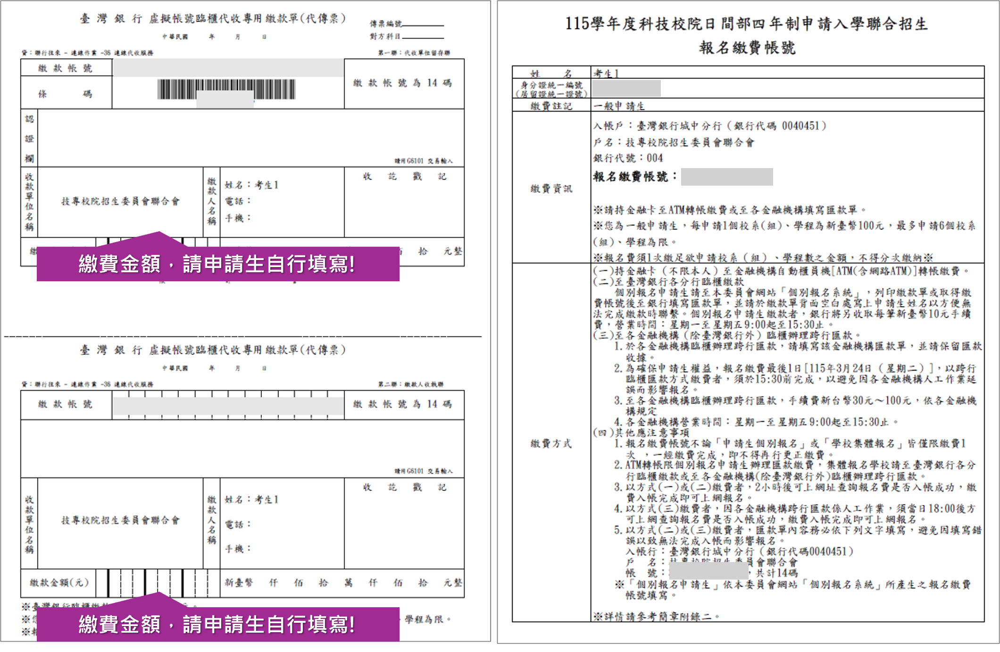 臺灣銀行 虛擬帳號臨櫃代收專用繳款單(代傳票)
傳票編號
中華民國 年 月 日
對方科目
貸：聯行往來 - 連線作業 -36 連線代收服務
第一聯：代收單位留存聯
繳款帳號
繳款帳號為14碼
條碼
認證欄
請用G6101 交易輸入
收款單位名稱
技專校院招生委員會聯合會
繳款人名稱
姓名：考生1
電話：
手機：
收訖戳記
繳
拾 元整
繳費金額，請申請生自行填寫!
臺灣銀行 虛擬帳號臨櫃代收專用繳款單(代傳票)
中華民國 年 月 日
貸：聯行往來 - 連線作業 -36 連線代收服務
第二聯：繳款人收執聯
繳款帳號
繳款帳號為14碼
請用G6101 交易輸入
收款單位名稱
技專校院招生委員會聯合會
繳款人名稱
姓名：考生1
電話：
手機：
收訖戳記
繳款金額(元)
新臺幣 仟 佰 拾 萬 仟 佰 拾 元整
※臺灣銀行臨櫃繳
※
學程為限。
※
繳費金額，請申請生自行填寫!
115學年度科技校院日間部四年制申請入學聯合招生
報名繳費帳號
姓名
考生1
身分證統一編號
(居留證統一證號)
繳費註記
一般申請生
繳費資訊
入帳戶：臺灣銀行城中分行（銀行代碼 0040451）
戶名：技專校院招生委員會聯合會
銀行代號：004
報名繳費帳號：
※請持金融卡至ATM轉帳繳費或至各金融機構填寫匯款單。
※您為一般申請生，每申請1個校系(組)、學程為新臺幣100元，最多申請6個校系
(組)、學程為限。
※報名費須1次繳足欲申請校系（組）、學程數之金額，不得分次繳納※
繳費方式
(一)持金融卡（不限本人）至金融機構自動櫃員機[ATM(含網路ATM)]轉帳繳費。
(二)至臺灣銀行各分行臨櫃繳款
個別報名申請生請至本委員會網站「個別報名系統」，列印繳款單或取得繳
費帳號後至銀行填寫匯款單，並請於繳款單背面空白處寫上申請生姓名以方便無
法完成繳款時聯繫。個別報名申請生繳款者，銀行將另收取每筆新臺幣10元手續
費，營業時間：星期一至星期五9:00起至15:30止。
(三)至各金融機構（除臺灣銀行外）臨櫃辦理跨行匯款。
1.於各金融機構臨櫃辦理跨行匯款，請填寫該金融機構匯款單，並請保留匯款
收據。
2.為確保申請生權益，報名繳費最後1日[115年3月24日（星期二）]，以跨行
臨櫃匯款方式繳費者，須於15:30前完成，以避免因各金融機構人工作業延
誤而影響報名。
3.至各金融機構臨櫃辦理跨行匯款，手續費新台幣30元～100元，依各金融機
構規定
4.各金融機構營業時間：星期一至星期五9:00起至15:30止。
(四)其他應注意事項
1.報名繳費帳號不論「申請生個別報名」或「學校集體報名」皆僅限繳費1
次 ，一經繳費完成，即不得再行更正繳費。
2.ATM轉帳限個別報名申請生辦理匯款繳費，集體報名學校請至臺灣銀行各分
行臨櫃繳款或至各金融機構(除臺灣銀行外)臨櫃辦理跨行匯款。
3.以方式(一)或(二)繳費者，2小時後可上網址查詢報名費是否入帳成功，繳
費入帳完成即可上網報名。
4.以方式(三)繳費者，因各金融機構跨行匯款係人工作業，須當日18:00後方
可上網查詢報名費是否入帳成功，繳費入帳完成即可上網報名。
5.以方式(二)或(三)繳費者，匯款單內容務必依下列文字填寫，避免因填寫錯
誤以致無法完成入帳而影響報名。
入帳行：臺灣銀行城中分行（銀行代碼0040451）
戶 名：技專校院招生委員會聯合會
帳 號： ，共計14碼
※「個別報名申請生」依本委員會網站「個別報名系統」所產生之報名繳費
帳號填寫。
※詳情請參考簡章附錄二。